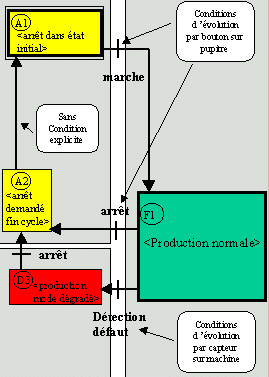 A1
<arrêt dans état
initial>
Conditions
d 'évolution
par bouton sur
pupitre
marche
Sans
Condition
explicite
A2
<arrêt
demandé
fin cycle>
arrêt
F1
<Production normale>
arrêt
D3
<production
mode dégradé>
Détection
défaut
Conditions
d 'évolution
par capteur
sur machine